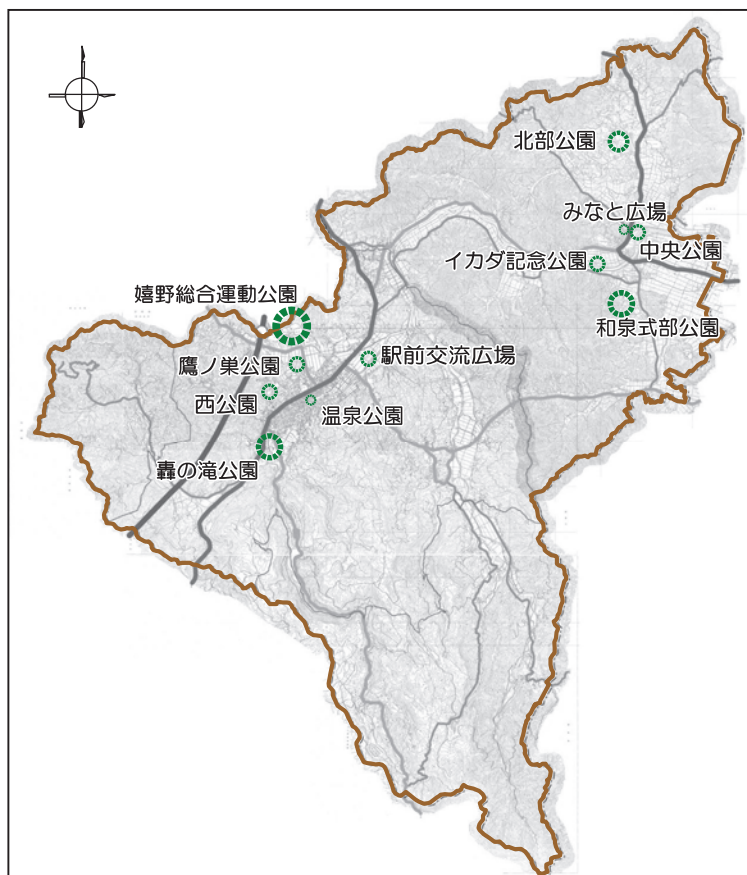 北部公園
みなと広場
中央公園
イカダ記念公園
嬉野総合運動公園
和泉式部公園
鷹ノ巣公園
駅前交流広場
西公園
温泉公園
轟の滝公園